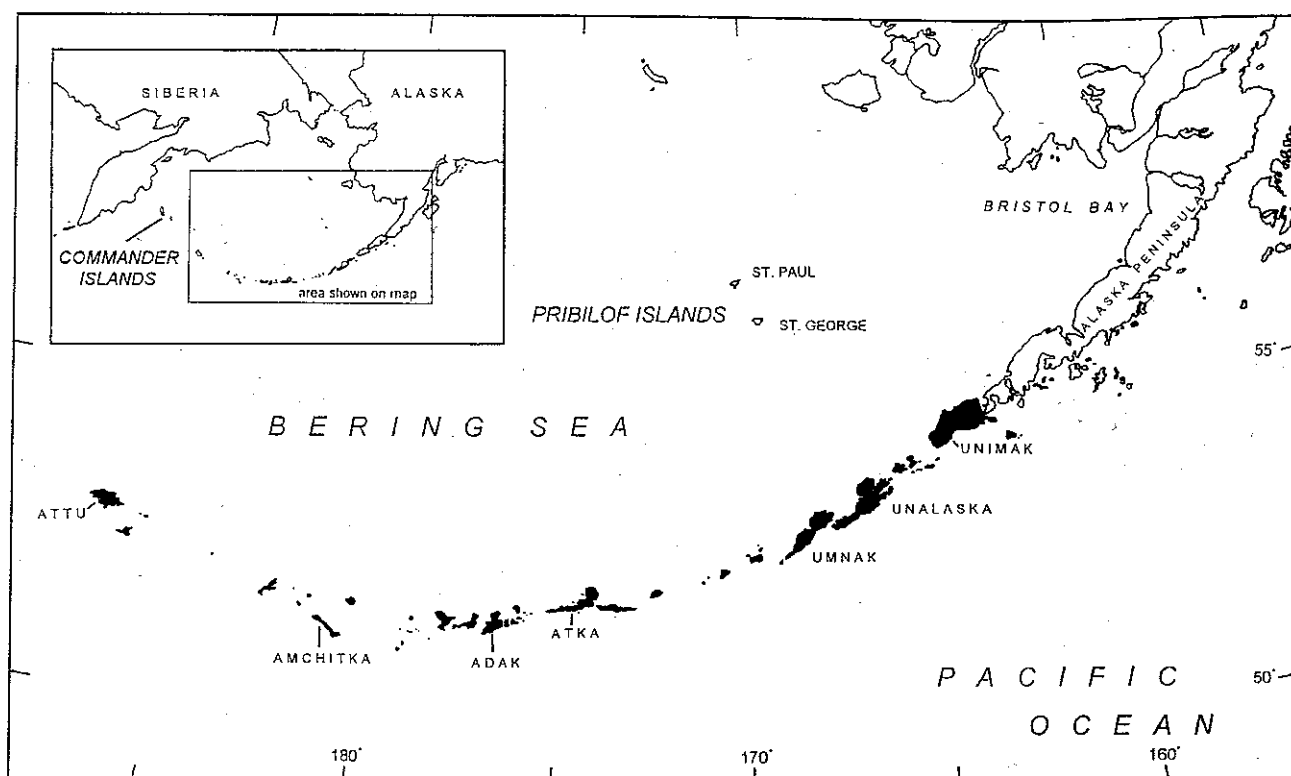 SIBERIA
ALASKA
COMMANDER
ISLANDS
area shown on map
BRISTOL BAY
ALASKA PENINSULA
ST. PAUL
PRIBILOF ISLANDS
ST. GEORGE
55°
BERING SEA
UNIMAK
ATTU
UNALASKA
UMNAK
ATKA
AMCHITKA
ADAK
PACIFIC
OCEAN
50°
180°
170°
160°